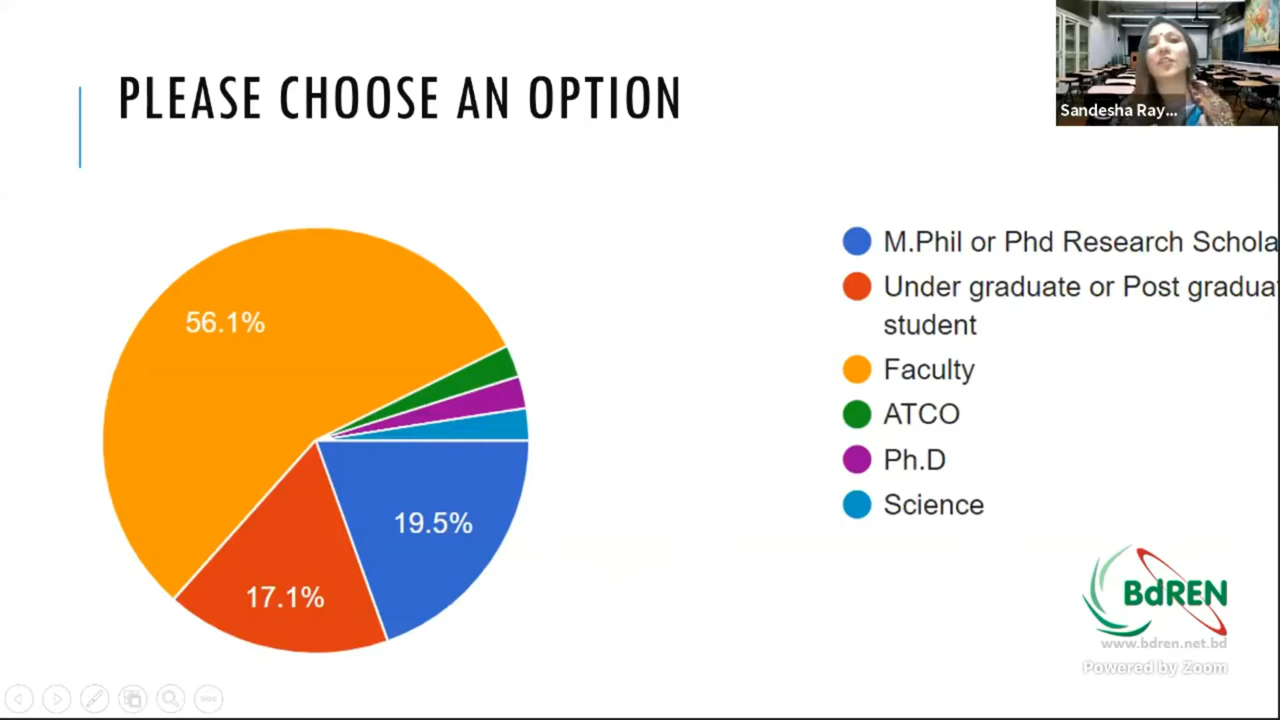 PLEASE CHOOSE AN OPTION
Sandesha Ray...
56.1%
19.5%
17.1%
M.Phil or Phd Research Schola
Under graduate or Post gradua
student
Faculty
ATCO
Ph.D
Science
BdREN
www.bdren.net.bd
Powered by Zoom